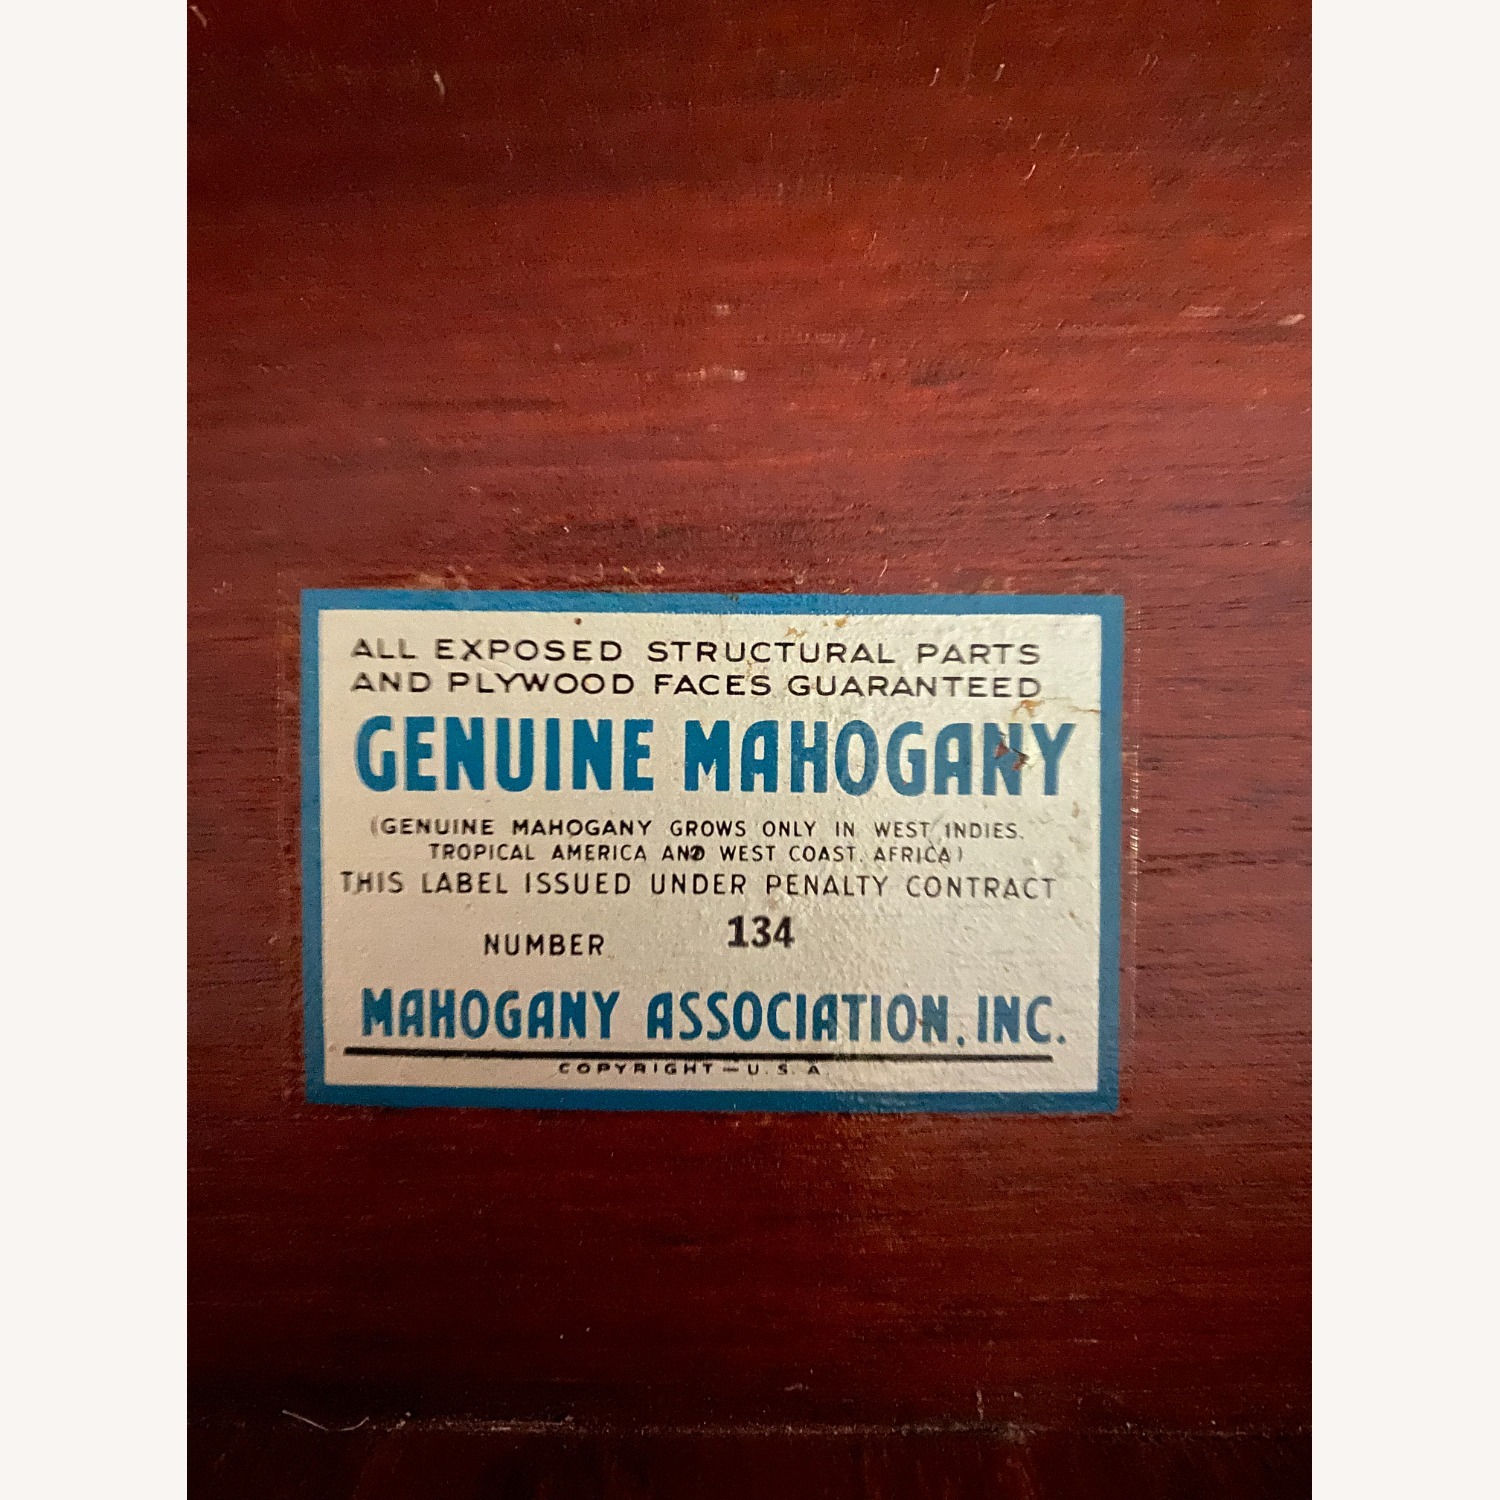 ALL EXPOSED STRUCTURAL PARTS
AND PLYWOOD FACES GUARANTEED
GENUINE MAHOGANY
(GENUINE MAHOGANY GROWS ONLY IN WEST INDIES,
TROPICAL AMERICA AND WEST COAST, AFRICA)
THIS LABEL ISSUED UNDER PENALTY CONTRACT
NUMBER 134
MAHOGANY ASSOCIATION, INC.
COPYRIGHT — U. S. A.